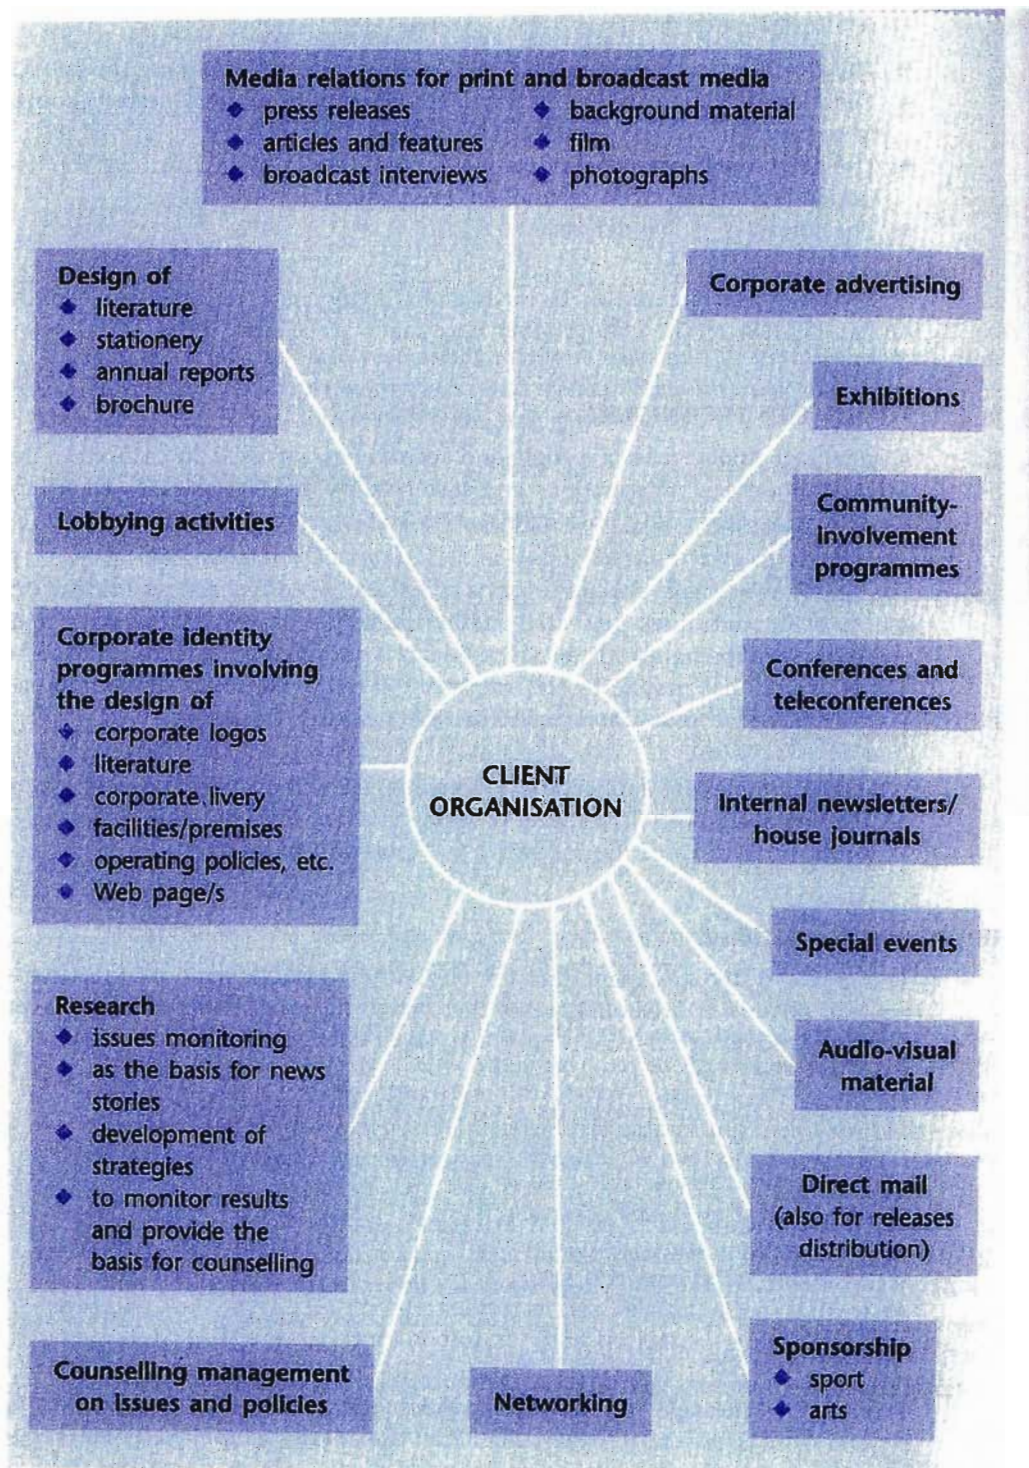 Media relations for print and broadcast media
◆ press releases
◆ articles and features
◆ broadcast interviews
◆ background material
◆ film
◆ photographs
Design of
◆ literature
◆ stationery
◆ annual reports
◆ brochure
Lobbying activities
Corporate identity
programmes involving
the design of
◆ corporate logos
◆ literature
◆ corporate livery
◆ facilities/premises
◆ operating policies, etc.
◆ Web page/s
Research
◆ issues monitoring
◆ as the basis for news
stories
◆ development of
strategies
◆ to monitor results
and provide the
basis for counselling
Counselling management
on issues and policies
CLIENT
ORGANISATION
Networking
Corporate advertising
Exhibitions
Community-
involvement
programmes
Conferences and
teleconferences
Internal newsletters/
house journals
Special events
Audio-visual
material
Direct mail
(also for releases
distribution)
Sponsorship
◆ sport
◆ arts